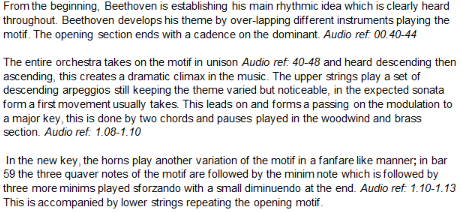 From the beginning, Beethoven is establishing his main rhythmic idea which is clearly heard
throughout. Beethoven develops his theme by over-lapping different instruments playing the
motif. The opening section ends with a cadence on the dominant. Audio ref: 00.40-44
The entire orchestra takes on the motif in unison Audio ref: 40-48 and heard descending then
ascending, this creates a dramatic climax in the music. The upper strings play a set of
descending arpeggios still keeping the theme varied but noticeable, in the expected sonata
form a first movement usually takes. This leads on and forms a passing on the modulation to
a major key, this is done by two chords and pauses played in the woodwind and brass
section. Audio ref: 1.08-1.10
In the new key, the horns play another variation of the motif in a fanfare like manner; in bar
59 the three quaver notes of the motif are followed by the minim note which is followed by
three more minims played sforzando with a small diminuendo at the end. Audio ref: 1.10-1.13
This is accompanied by lower strings repeating the opening motif.